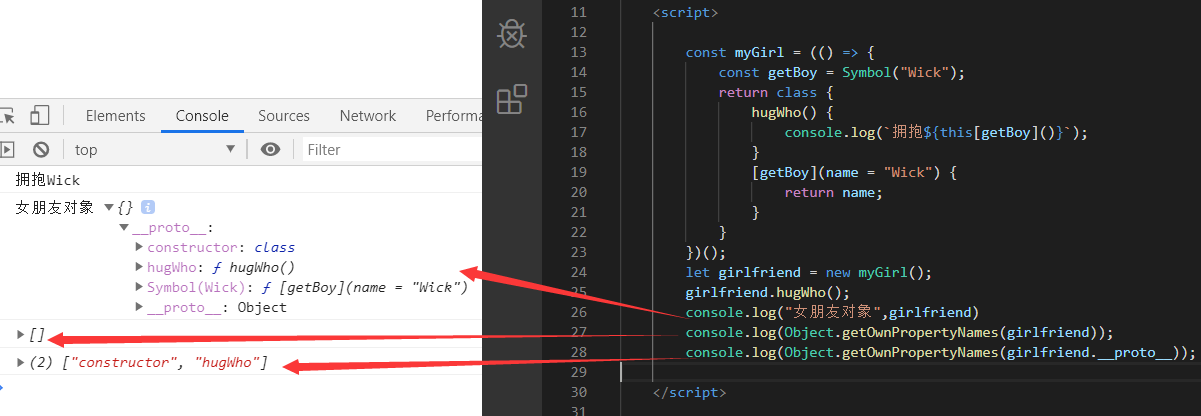 Elements Console Sources Network Performa
top Filter
拥抱Wick
女朋友对象 ▼{} i
▼__proto__:
▶constructor: class
▶hugWho: ƒ hugWho()
▶Symbol(Wick): ƒ [getBoy](name = "Wick")
▶__proto__: Object
▶[]
▶(2) ["constructor", "hugWho"]
11 <script>
12
13 const myGirl = (() => {
14 const getBoy = Symbol("Wick");
15 return class {
16 hugWho() {
17 console.log(`拥抱${this[getBoy]()}`);
18 }
19 [getBoy](name = "Wick") {
20 return name;
21 }
22 }
23 })();
24 let girlfriend = new myGirl();
25 girlfriend.hugWho();
26 console.log("女朋友对象",girlfriend)
27 console.log(Object.getOwnPropertyNames(girlfriend));
28 console.log(Object.getOwnPropertyNames(girlfriend.__proto__));
29
30 </script>
31